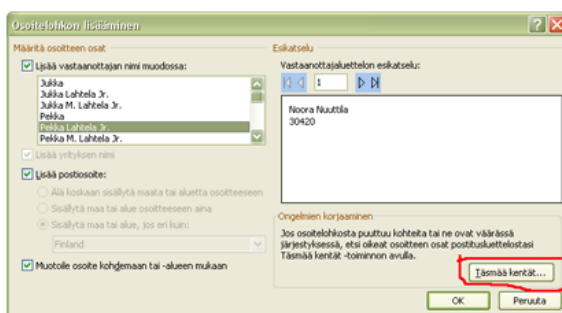 Osoitelohkon lisääminen
Määritä osoitteen osat
Lisää vastaanottajan nimi muodossa:
Jukka
Jukka Lahtela Jr.
Jukka M. Lahtela Jr.
Pekka
Pekka Lahtela Jr.
Pekka M. Lahtela Jr.
Lisää yrityksen nimi
Lisää postiosoite:
Älä koskaan sisällytä maata tai aluetta osoitteeseen
Sisällytä maa tai alue osoitteeseen aina
Sisällytä maa tai alue, jos eri kuin:
Finland
Muotoile osoite kohdemaan tai -alueen mukaan
Esikatselu
Vastaanottajaluettelon esikatselu:
1
Noora Nuuttila
30420
Ongelmien korjaaminen
Jos osoitelohkosta puuttuu kohteita tai ne ovat väärässä
järjestyksessä, etsi oikeat osoitteen osat postitusluettelostasi
Täsmää kentät -toiminnon avulla.
Täsmää kentät...
OK
Peruuta